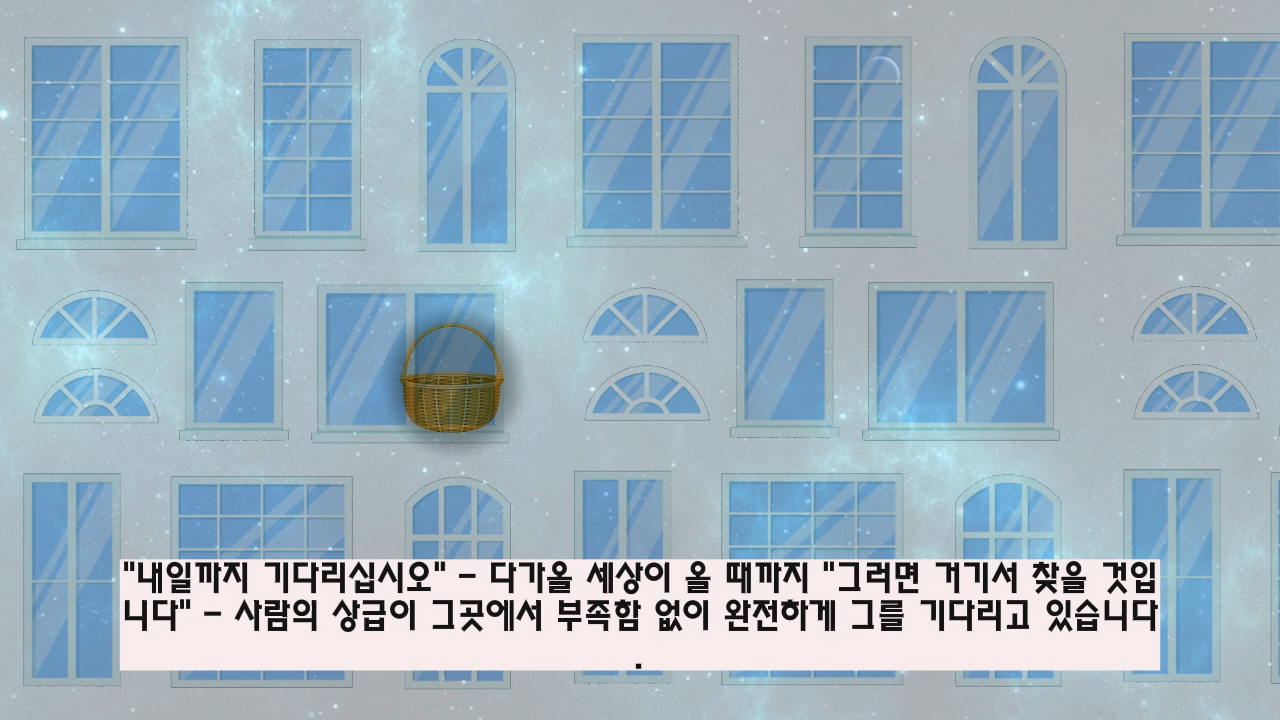 "내일까지 기다리십시오" - 다가올 세상이 올 때까지 "그러면 거기서 찾을 것입
니다" - 사람의 상급이 그곳에서 부족함 없이 완전하게 그를 기다리고 있습니다
.